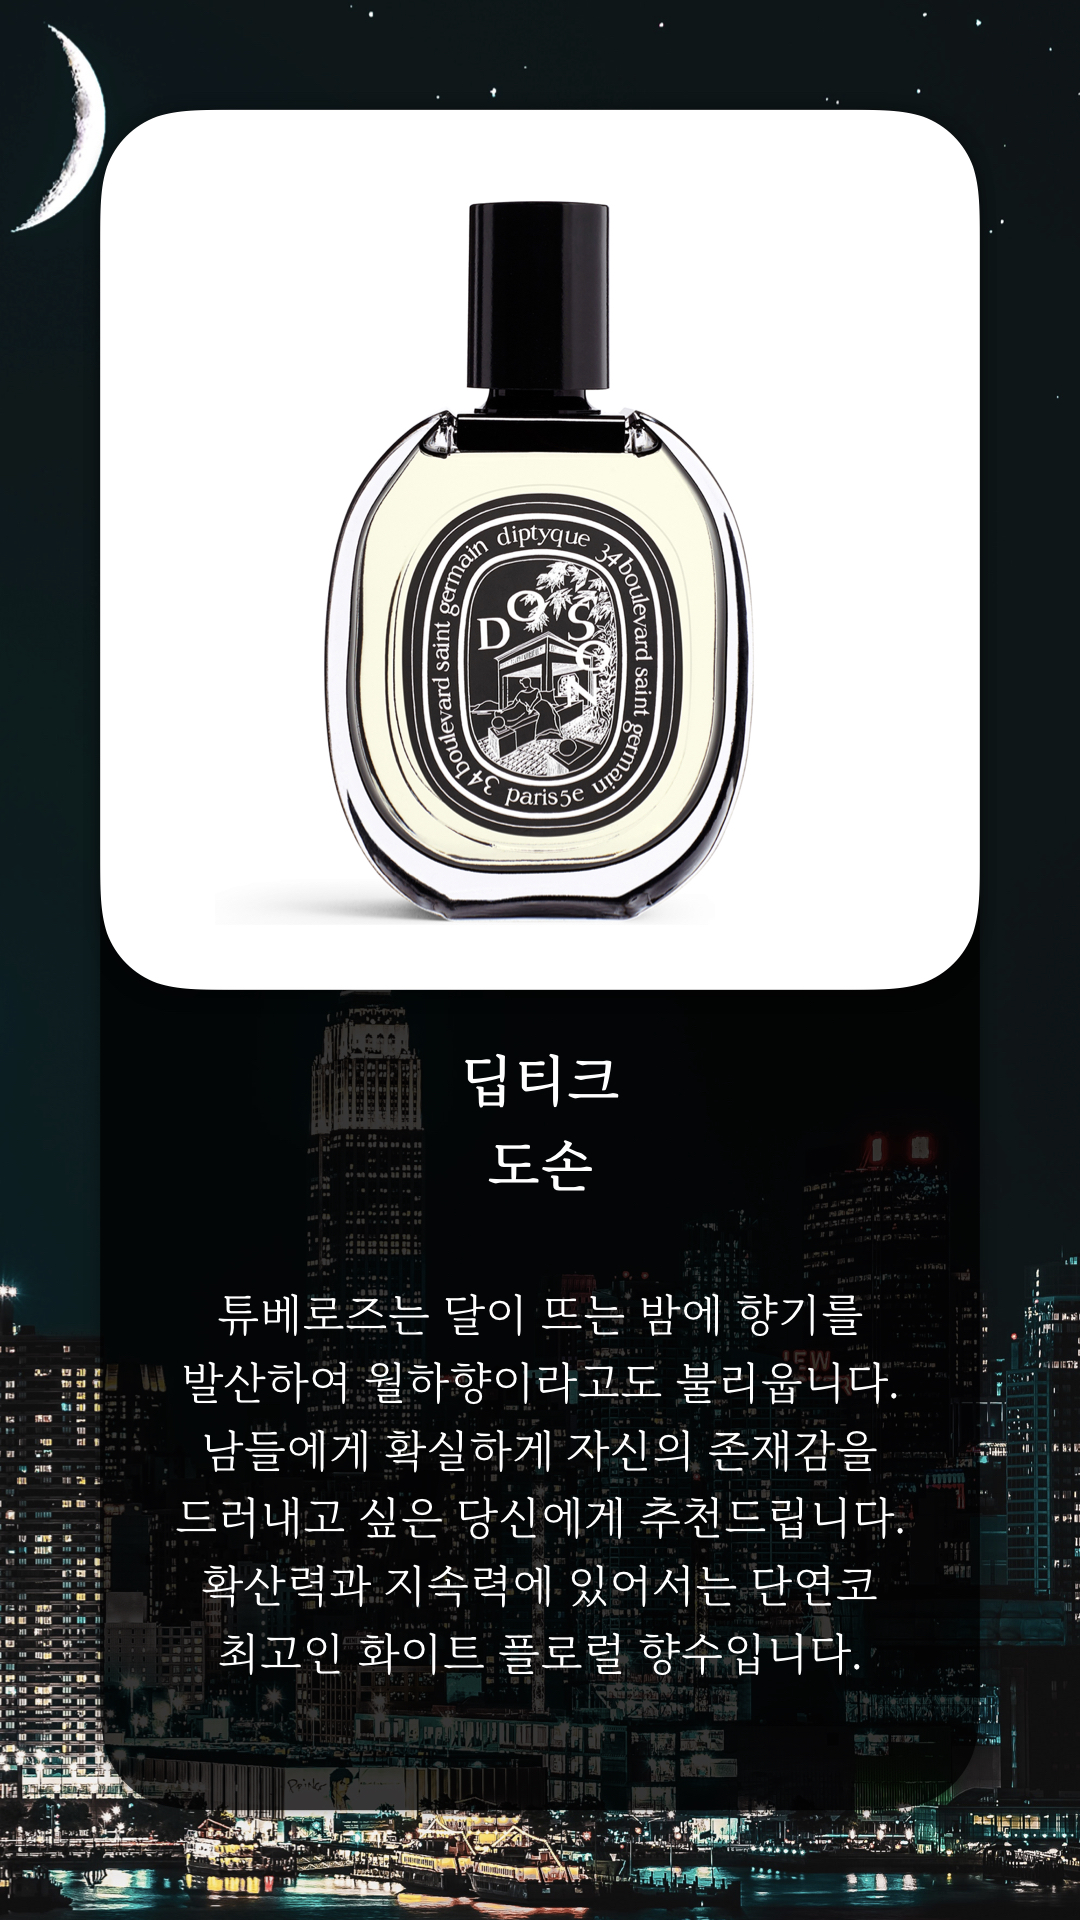 diptyque 34 boulevard saint germain paris5e 34 boulevard saint germain
DO SON
딥티크
도손
튜베로즈는 달이 뜨는 밤에 향기를
발산하여 월하향이라고도 불리웁니다.
남들에게 확실하게 자신의 존재감을
드러내고 싶은 당신에게 추천드립니다.
확산력과 지속력에 있어서는 단연코
최고인 화이트 플로럴 향수입니다.